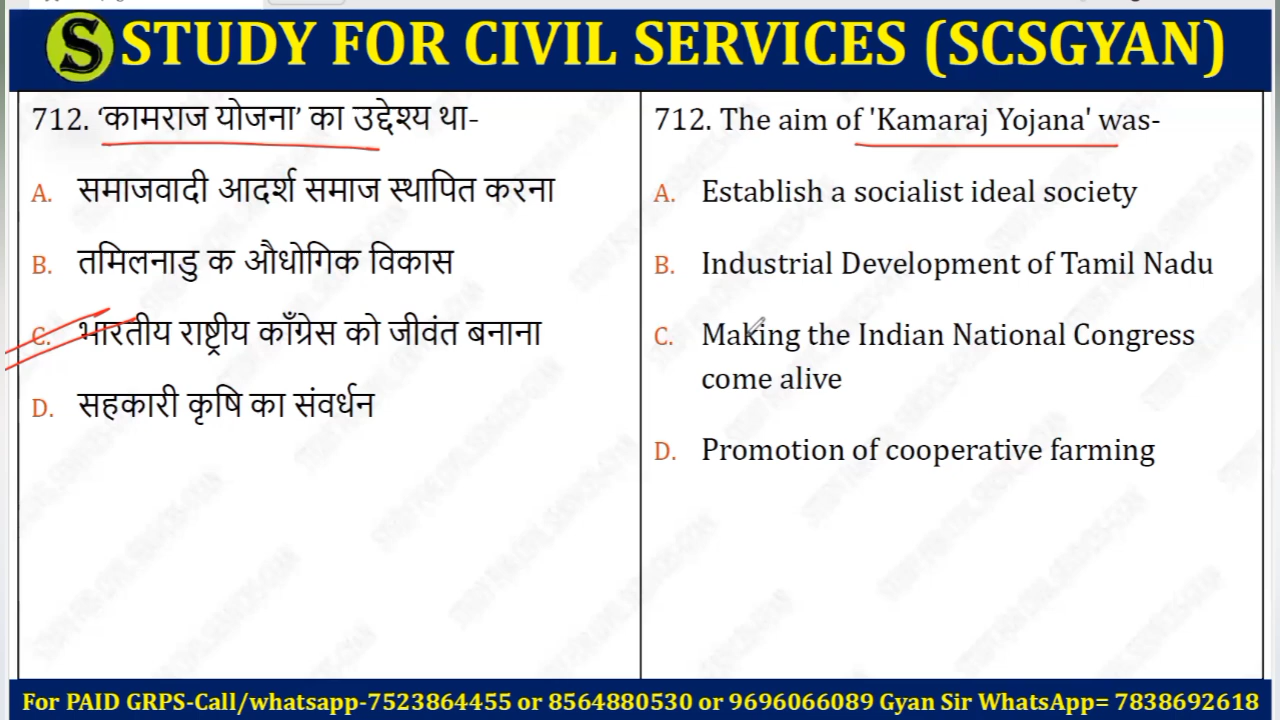 S STUDY FOR CIVIL SERVICES (SCSGYAN)
712. ‘कामराज योजना’ का उद्देश्य था-
A. समाजवादी आदर्श समाज स्थापित करना
B. तमिलनाडु क औधोगिक विकास
C. भारतीय राष्ट्रीय काँग्रेस को जीवंत बनाना
D. सहकारी कृषि का संवर्धन
712. The aim of 'Kamaraj Yojana' was-
A. Establish a socialist ideal society
B. Industrial Development of Tamil Nadu
C. Making the Indian National Congress
come alive
D. Promotion of cooperative farming
For PAID GRPS-Call/whatsapp-7523864455 or 8564880530 or 9696066089 Gyan Sir WhatsApp= 7838692618